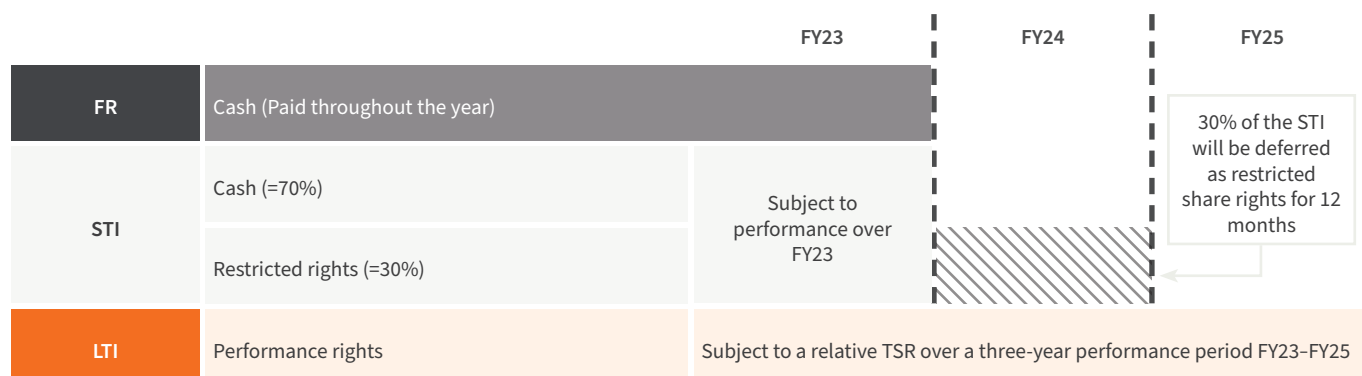 FY23 FY24 FY25
FR
Cash (Paid throughout the year)
30% of the STI
will be deferred
as restricted
share rights for 12
months
STI
Cash (=70%)
Restricted rights (=30%)
Subject to
performance over
FY23
LTI
Performance rights
Subject to a relative TSR over a three-year performance period FY23–FY25